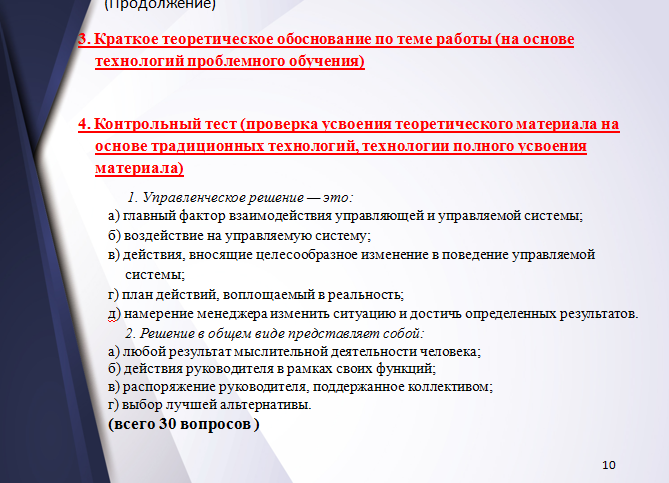 (Продолжение)
3. Краткое теоретическое обоснование по теме работы (на основе
технологий проблемного обучения)
4. Контрольный тест (проверка усвоения теоретического материала на
основе традиционных технологий, технологии полного усвоения
материала)
1. Управленческое решение — это:
а) главный фактор взаимодействия управляющей и управляемой системы;
б) воздействие на управляемую систему;
в) действия, вносящие целесообразное изменение в поведение управляемой
системы;
г) план действий, воплощаемый в реальность;
д) намерение менеджера изменить ситуацию и достичь определенных результатов.
2. Решение в общем виде представляет собой:
а) любой результат мыслительной деятельности человека;
б) действия руководителя в рамках своих функций;
в) распоряжение руководителя, поддержанное коллективом;
г) выбор лучшей альтернативы.
(всего 30 вопросов )
10